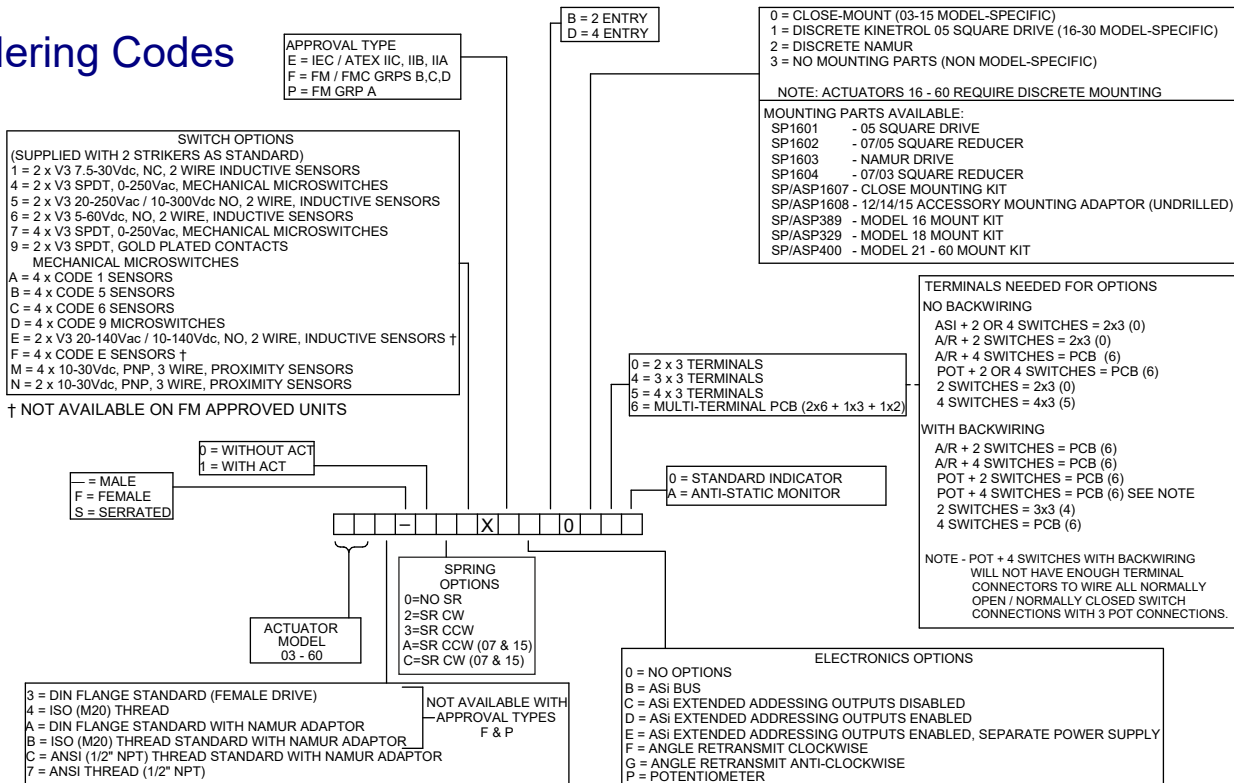 lering Codes
B = 2 ENTRY
D = 4 ENTRY
0 = CLOSE-MOUNT (03-15 MODEL-SPECIFIC)
1 = DISCRETE KINETROL 05 SQUARE DRIVE (16-30 MODEL-SPECIFIC)
2 = DISCRETE NAMUR
3 = NO MOUNTING PARTS (NON MODEL-SPECIFIC)
NOTE: ACTUATORS 16 - 60 REQUIRE DISCRETE MOUNTING
MOUNTING PARTS AVAILABLE:
SP1601 - 05 SQUARE DRIVE
SP1602 - 07/05 SQUARE REDUCER
SP1603 - NAMUR DRIVE
SP1604 - 07/03 SQUARE REDUCER
SP/ASP1607 - CLOSE MOUNTING KIT
SP/ASP1608 - 12/14/15 ACCESSORY MOUNTING ADAPTOR (UNDRILLED)
SP/ASP389 - MODEL 16 MOUNT KIT
SP/ASP329 - MODEL 18 MOUNT KIT
SP/ASP400 - MODEL 21 - 60 MOUNT KIT
APPROVAL TYPE
E = IEC / ATEX IIC, IIB, IIA
F = FM / FMC GRPS B,C,D
P = FM GRP A
SWITCH OPTIONS
(SUPPLIED WITH 2 STRIKERS AS STANDARD)
1 = 2 x V3 7.5-30Vdc, NC, 2 WIRE INDUCTIVE SENSORS
4 = 2 x V3 SPDT, 0-250Vac, MECHANICAL MICROSWITCHES
5 = 2 x V3 20-250Vac / 10-300Vdc NO, 2 WIRE, INDUCTIVE SENSORS
6 = 2 x V3 5-60Vdc, NO, 2 WIRE, INDUCTIVE SENSORS
7 = 4 x V3 SPDT, 0-250Vac, MECHANICAL MICROSWITCHES
9 = 2 x V3 SPDT, GOLD PLATED CONTACTS
MECHANICAL MICROSWITCHES
A = 4 x CODE 1 SENSORS
B = 4 x CODE 5 SENSORS
C = 4 x CODE 6 SENSORS
D = 4 x CODE 9 MICROSWITCHES
E = 2 x V3 20-140Vac / 10-140Vdc, NO, 2 WIRE, INDUCTIVE SENSORS †
F = 4 x CODE E SENSORS †
M = 4 x 10-30Vdc, PNP, 3 WIRE, PROXIMITY SENSORS
N = 2 x 10-30Vdc, PNP, 3 WIRE, PROXIMITY SENSORS
† NOT AVAILABLE ON FM APPROVED UNITS
TERMINALS NEEDED FOR OPTIONS
NO BACKWIRING
ASI + 2 OR 4 SWITCHES = 2x3 (0)
A/R + 2 SWITCHES = 2x3 (0)
A/R + 4 SWITCHES = PCB (6)
POT + 2 OR 4 SWITCHES = PCB (6)
2 SWITCHES = 2x3 (0)
4 SWITCHES = 4x3 (5)
WITH BACKWIRING
A/R + 2 SWITCHES = PCB (6)
A/R + 4 SWITCHES = PCB (6)
POT + 2 SWITCHES = PCB (6)
POT + 4 SWITCHES = PCB (6) SEE NOTE
2 SWITCHES = 3x3 (4)
4 SWITCHES = PCB (6)
NOTE - POT + 4 SWITCHES WITH BACKWIRING
WILL NOT HAVE ENOUGH TERMINAL
CONNECTORS TO WIRE ALL NORMALLY
OPEN / NORMALLY CLOSED SWITCH
CONNECTIONS WITH 3 POT CONNECTIONS.
0 = 2 x 3 TERMINALS
4 = 3 x 3 TERMINALS
5 = 4 x 3 TERMINALS
6 = MULTI-TERMINAL PCB (2x6 + 1x3 + 1x2)
0 = WITHOUT ACT
1 = WITH ACT
0 = STANDARD INDICATOR
A = ANTI-STATIC MONITOR
— = MALE
F = FEMALE
S = SERRATED
– X 0
SPRING
OPTIONS
0=NO SR
2=SR CW
3=SR CCW
A=SR CCW (07 & 15)
C=SR CW (07 & 15)
ACTUATOR
MODEL
03 - 60
3 = DIN FLANGE STANDARD (FEMALE DRIVE)
4 = ISO (M20) THREAD
A = DIN FLANGE STANDARD WITH NAMUR ADAPTOR
B = ISO (M20) THREAD STANDARD WITH NAMUR ADAPTOR
C = ANSI (1/2" NPT) THREAD STANDARD WITH NAMUR ADAPTOR
7 = ANSI THREAD (1/2" NPT)
NOT AVAILABLE WITH
APPROVAL TYPES
F & P
ELECTRONICS OPTIONS
0 = NO OPTIONS
B = ASi BUS
C = ASi EXTENDED ADDESSING OUTPUTS DISABLED
D = ASi EXTENDED ADDRESSING OUTPUTS ENABLED
E = ASi EXTENDED ADDRESSING OUTPUTS ENABLED, SEPARATE POWER SUPPLY
F = ANGLE RETRANSMIT CLOCKWISE
G = ANGLE RETRANSMIT ANTI-CLOCKWISE
P = POTENTIOMETER